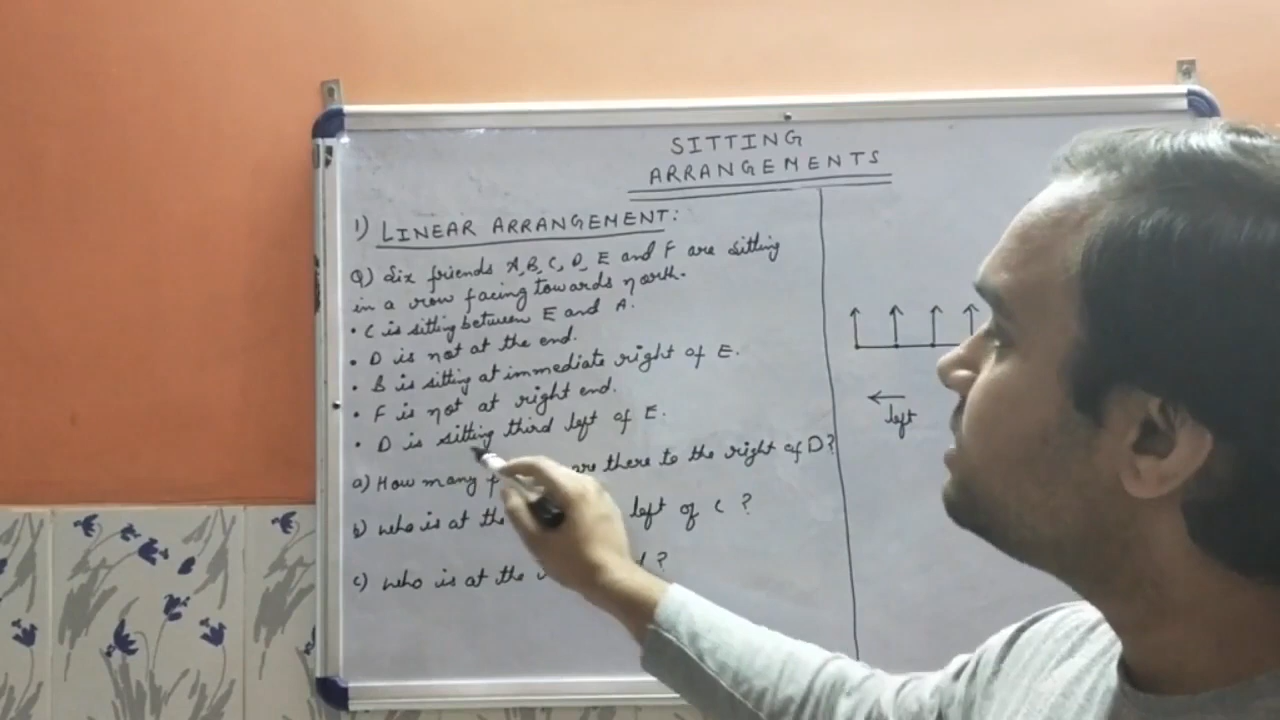 SITTING
ARRANGEMENTS
1) LINEAR ARRANGEMENT:
Q) Six friends A, B, C, D, E and F are sitting
in a row facing towards north.
• C is sitting between E and A.
• D is not at the end.
• B is sitting at immediate right of E.
• F is not at right end.
• D is sitting third left of E.
a) How many are there to the right of D?
b) who is at the left of C ?
c) who is at the ?
left